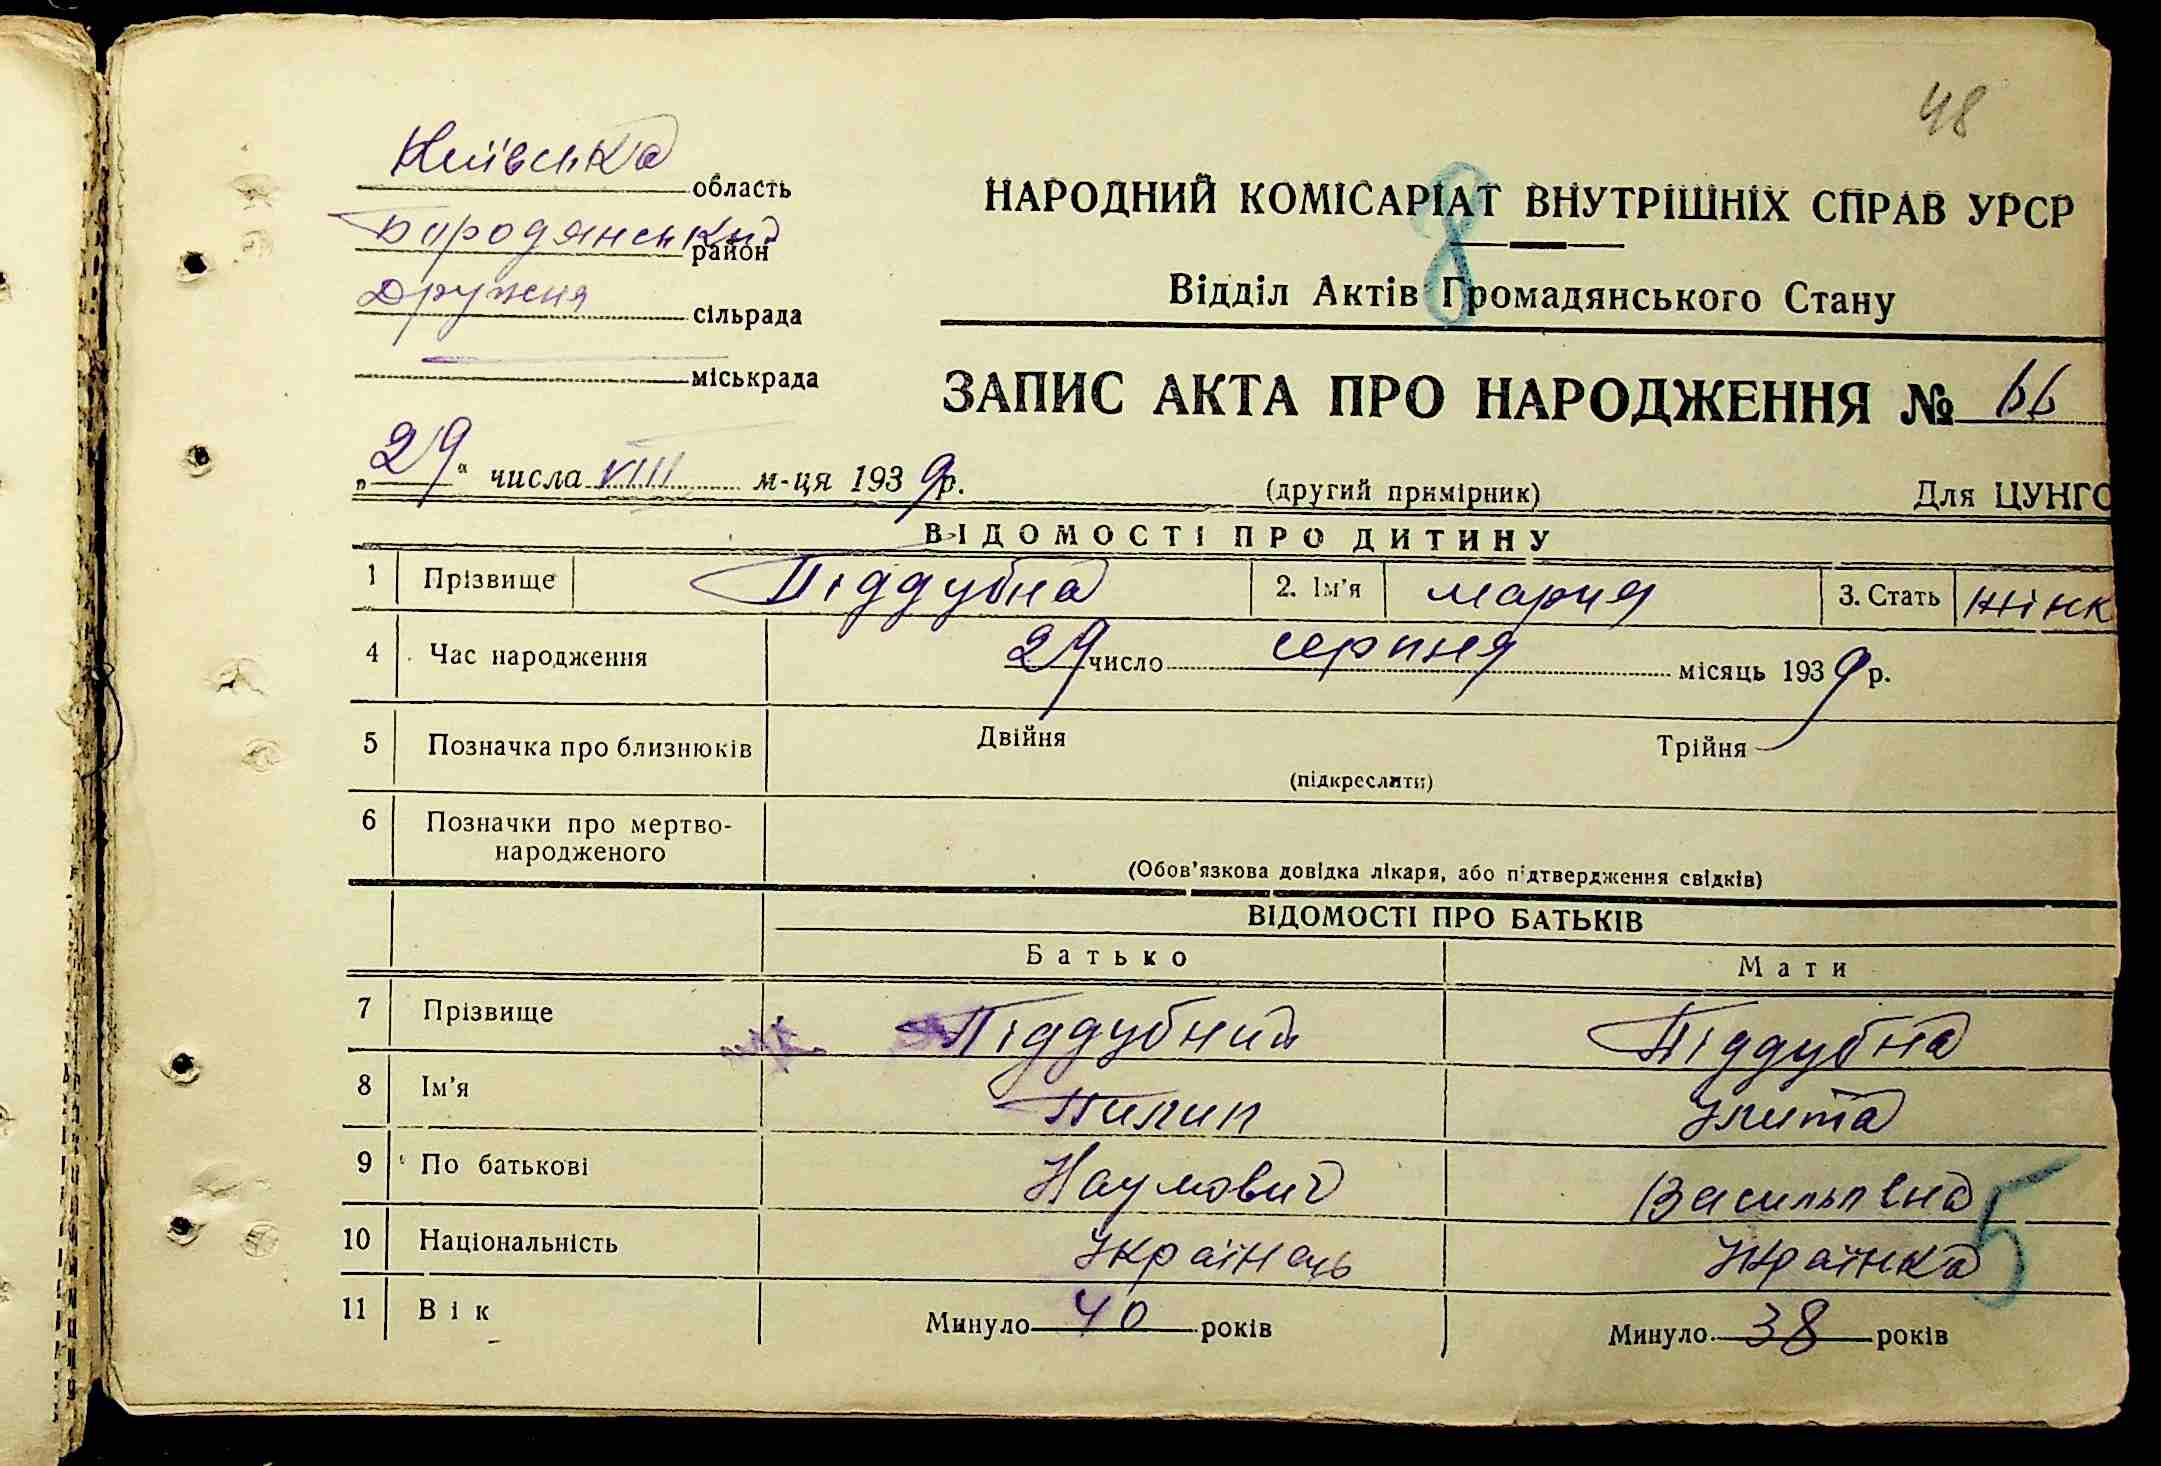 48
Київська область
Бородянський район
Дружня сільрада
міськрада
НАРОДНИЙ КОМІСАРІАТ ВНУТРІШНІХ СПРАВ УРСР
8
Відділ Актів Громадянського Стану
ЗАПИС АКТА ПРО НАРОДЖЕННЯ № 66
„29“ числа VIII м-ця 1939р.
(другий примірник)
Для ЦУНГО
ВІДОМОСТІ ПРО ДИТИНУ
1 Прізвище Піддубна 2. Ім'я Мария 3. Стать жінк
4 Час народження 29 число серпня місяць 1939р.
5 Позначка про близнюків Двійня Трійня
(підкреслити)
6 Позначки про мертво-
народженого
(Обов'язкова довідка лікаря, або підтвердження свідків)
ВІДОМОСТІ ПРО БАТЬКІВ
Батько Мати
7 Прізвище Піддубний Піддубна
8 Ім'я Пилип Улита
9 По батькові Наумович Васильівна
10 Національність Українець Українка
5
11 Вік Минуло 40 років Минуло 38 років